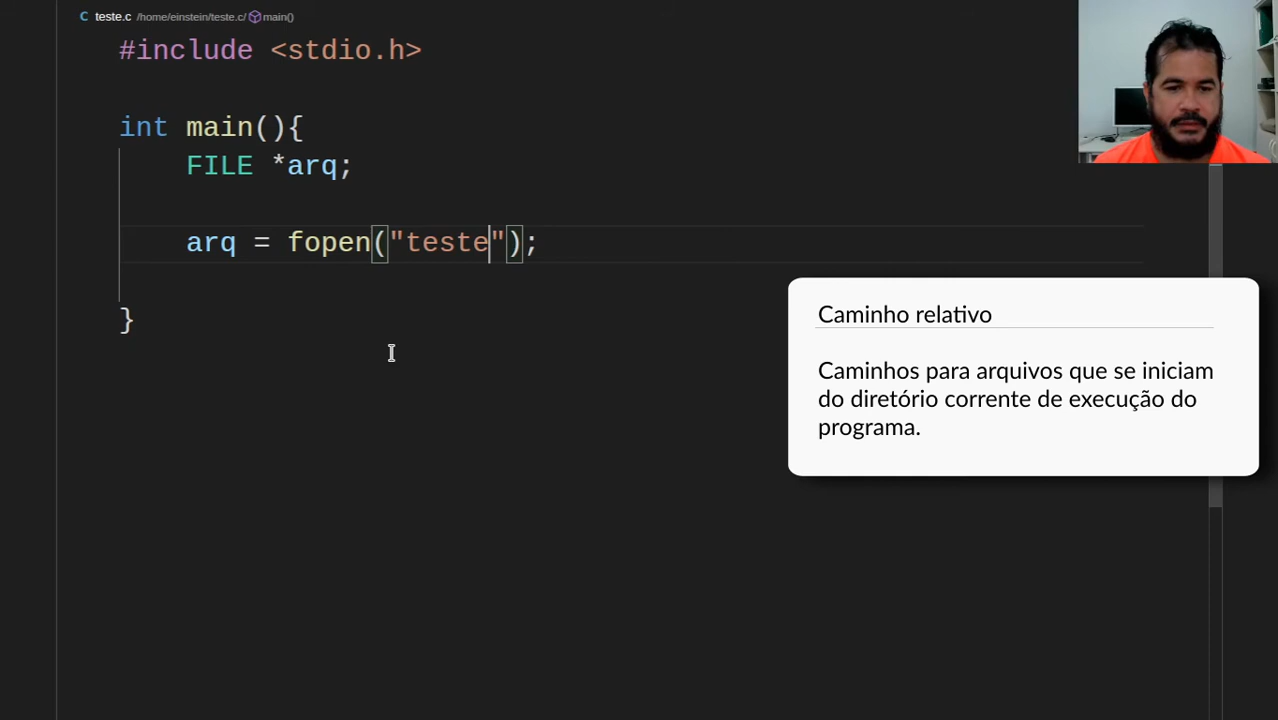 C teste.c /home/einstein/teste.c/ main()
#include <stdio.h>
int main(){
FILE *arq;
arq = fopen("teste");
}
Caminho relativo
Caminhos para arquivos que se iniciam
do diretório corrente de execução do
programa.